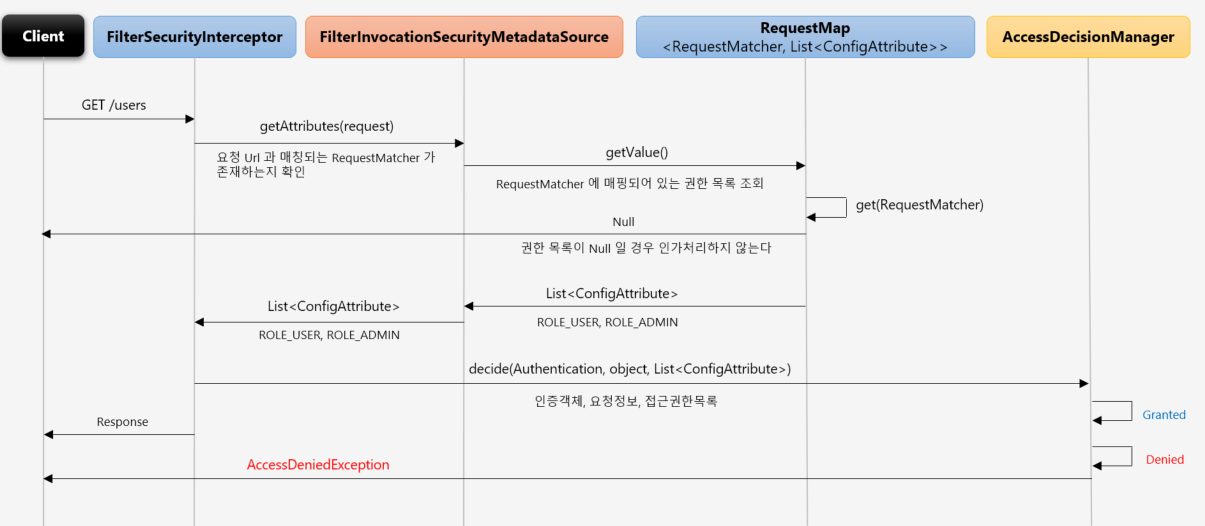 Client
FilterSecurityInterceptor
FilterInvocationSecurityMetadataSource
RequestMap
<RequestMatcher, List<ConfigAttribute>>
AccessDecisionManager
GET /users
getAttributes(request)
요청 Url 과 매칭되는 RequestMatcher 가
존재하는지 확인
getValue()
RequestMatcher 에 매핑되어 있는 권한 목록 조회
get(RequestMatcher)
Null
권한 목록이 Null 일 경우 인가처리하지 않는다
List<ConfigAttribute>
ROLE_USER, ROLE_ADMIN
List<ConfigAttribute>
ROLE_USER, ROLE_ADMIN
decide(Authentication, object, List<ConfigAttribute>)
인증객체, 요청정보, 접근권한목록
Granted
Response
Denied
AccessDeniedException